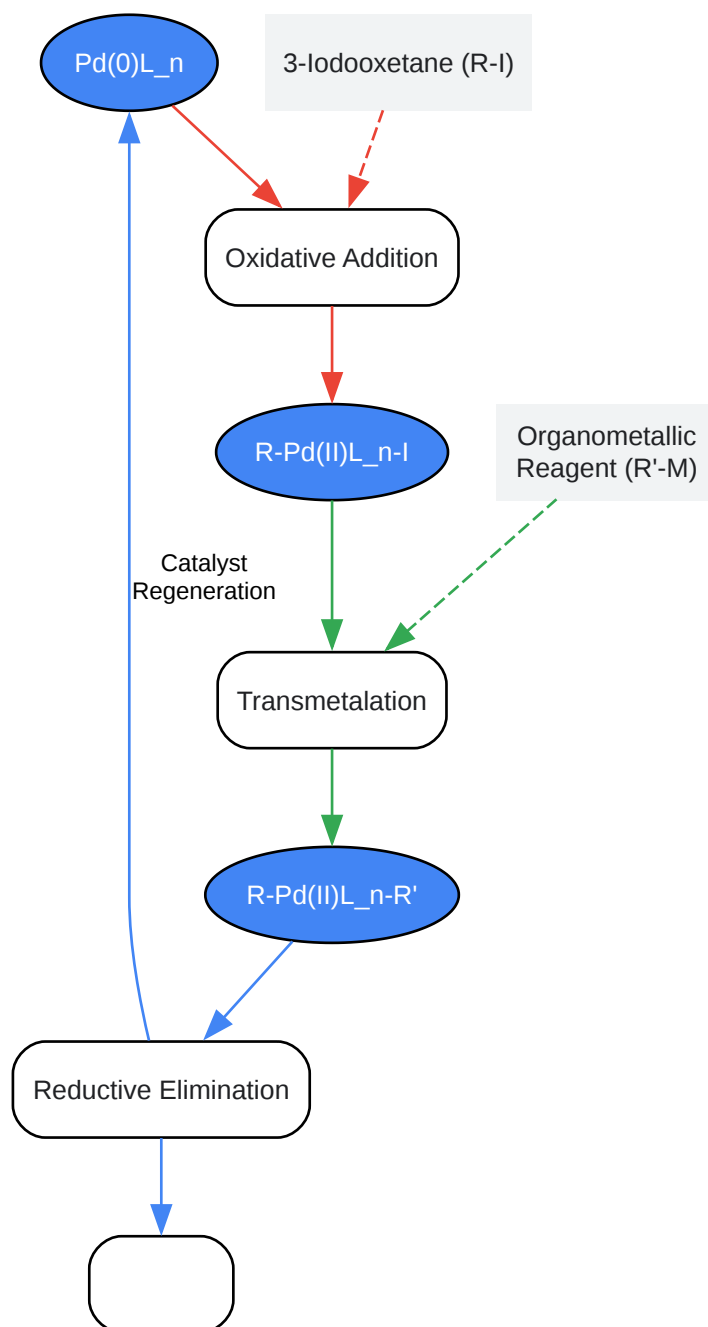 Pd(0)L_n
3-Iodooxetane (R-I)
Oxidative Addition
R-Pd(II)L_n-I
Organometallic
Reagent (R'-M)
Catalyst
Regeneration
Transmetalation
R-Pd(II)L_n-R'
Reductive Elimination